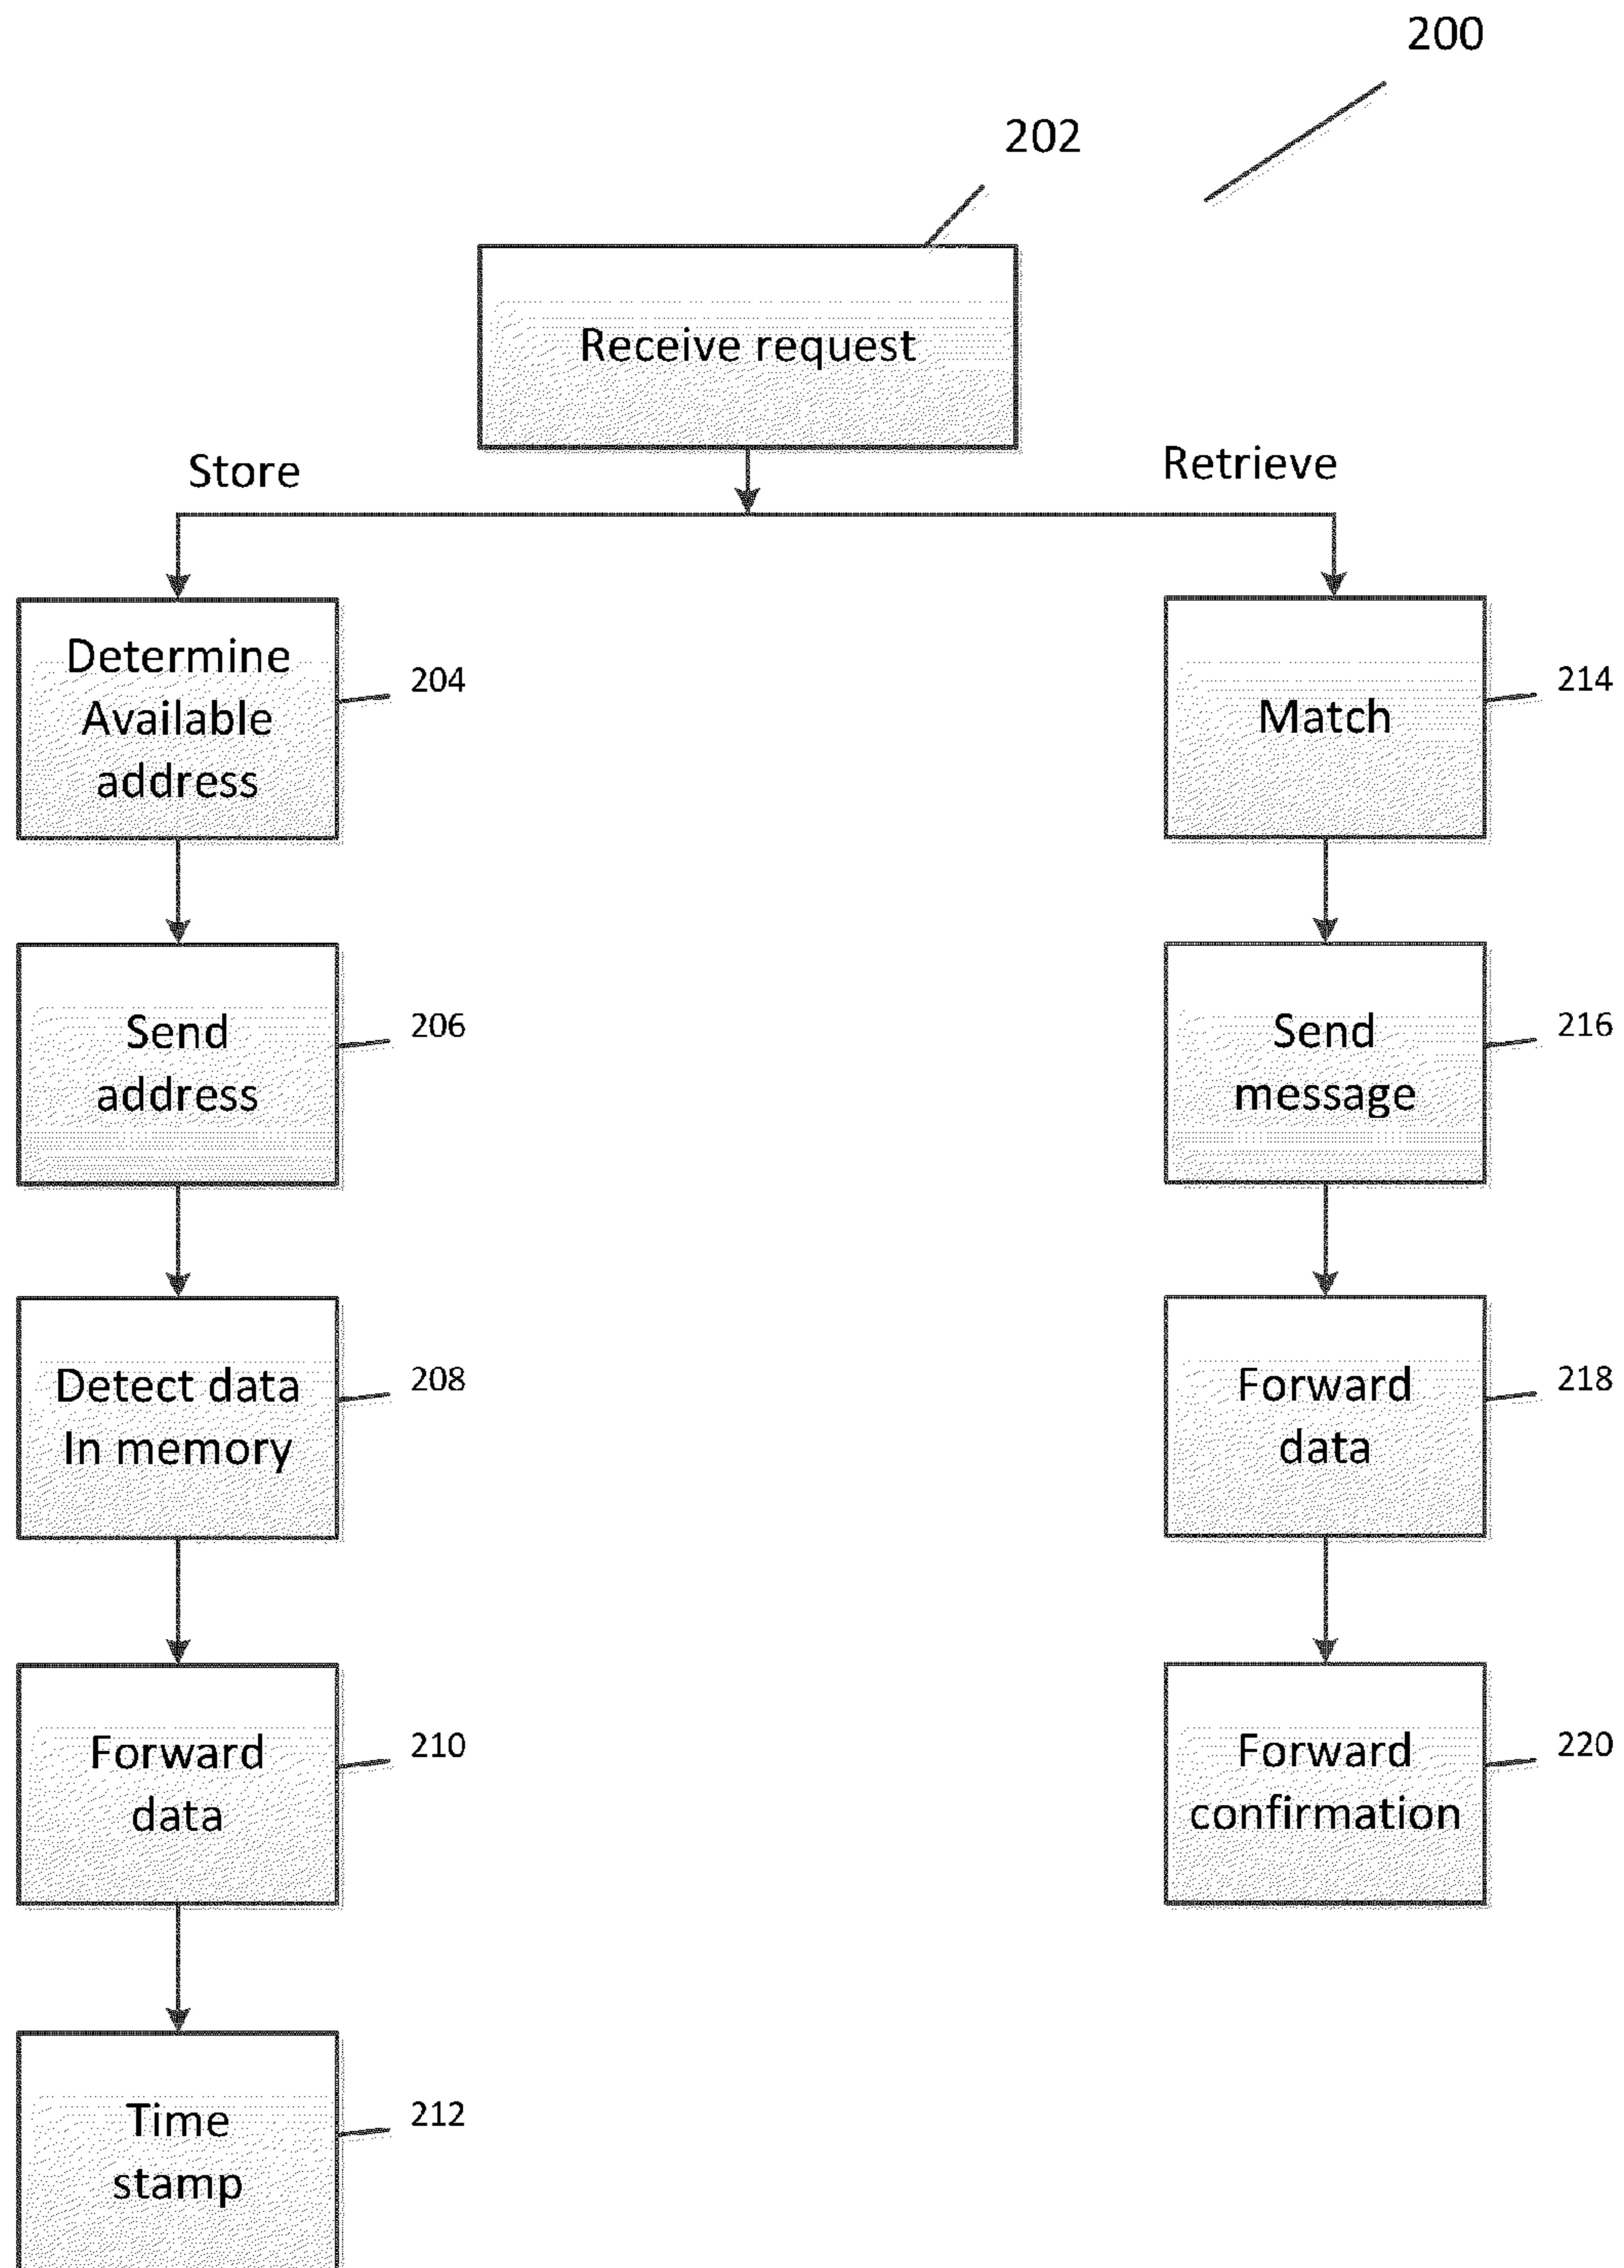 200
202
Receive request
Store
Retrieve
Determine
Available
address
204
Match
214
Send
address
206
Send
message
216
Detect data
In memory
208
Forward
data
218
Forward
data
210
Forward
confirmation
220
Time
stamp
212